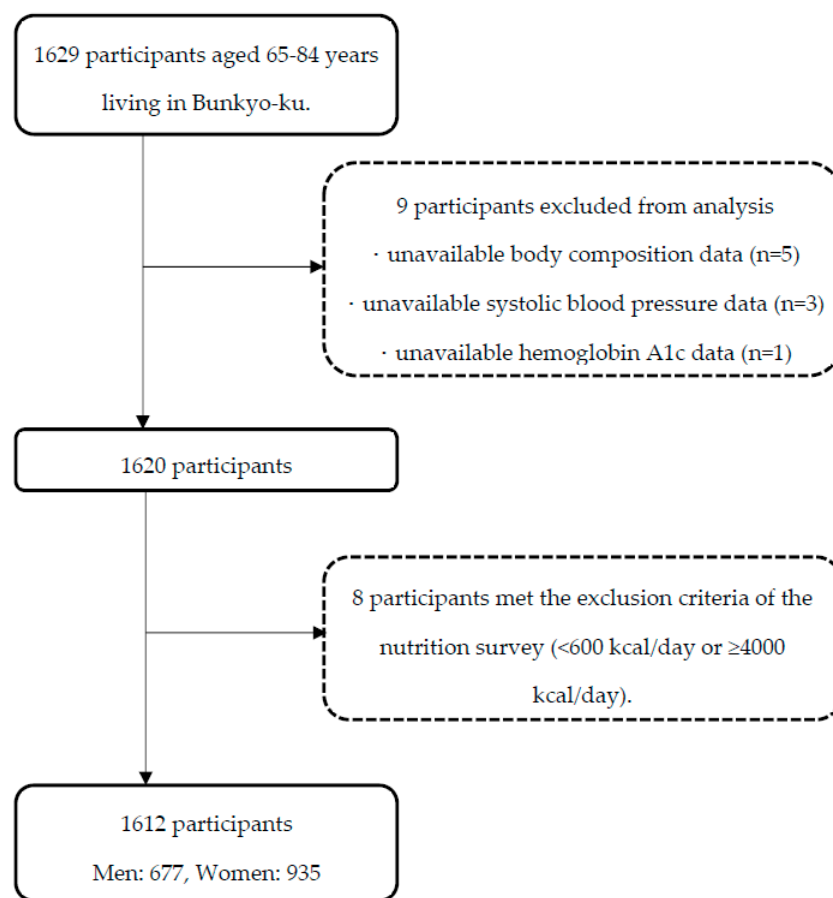 1629 participants aged 65-84 years
living in Bunkyo-ku.
9 participants excluded from analysis
· unavailable body composition data (n=5)
· unavailable systolic blood pressure data (n=3)
· unavailable hemoglobin A1c data (n=1)
1620 participants
8 participants met the exclusion criteria of the
nutrition survey (<600 kcal/day or ≥4000
kcal/day).
1612 participants
Men: 677, Women: 935